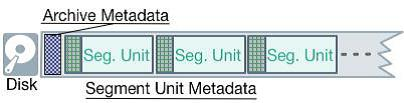 Archive Metadata
Seg. Unit Seg. Unit Seg. Unit
Disk
Segment Unit Metadata